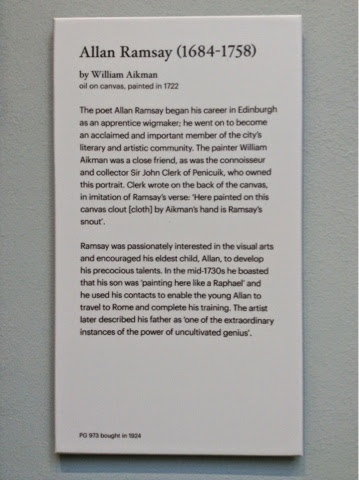 Allan Ramsay (1684-1758)
by William Aikman
oil on canvas, painted in 1722
The poet Allan Ramsay began his career in Edinburgh
as an apprentice wigmaker; he went on to become
an acclaimed and important member of the city's
literary and artistic community. The painter William
Aikman was a close friend, as was the connoisseur
and collector Sir John Clerk of Penicuik, who owned
this portrait. Clerk wrote on the back of the canvas,
in imitation of Ramsay's verse: 'Here painted on this
canvas clout [cloth] by Aikman's hand is Ramsay's
snout'.
Ramsay was passionately interested in the visual arts
and encouraged his eldest child, Allan, to develop
his precocious talents. In the mid-1730s he boasted
that his son was 'painting here like a Raphael' and
he used his contacts to enable the young Allan to
travel to Rome and complete his training. The artist
later described his father as 'one of the extraordinary
instances of the power of uncultivated genius'.
PG 973 bought in 1924